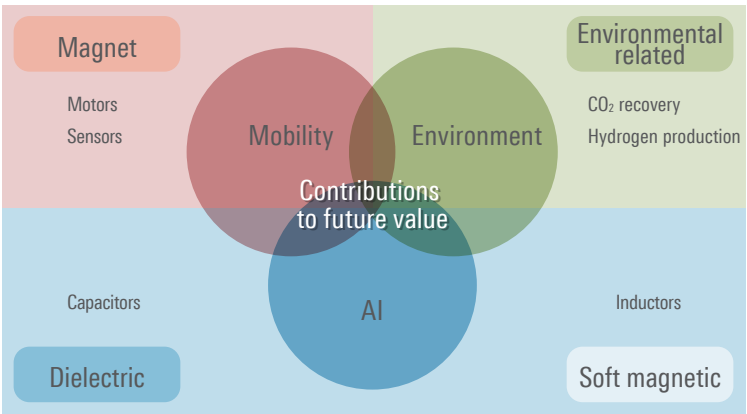 Magnet
Environmental
related
Motors
Sensors
CO₂ recovery
Hydrogen production
Mobility
Environment
Contributions
to future value
AI
Capacitors
Inductors
Dielectric
Soft magnetic